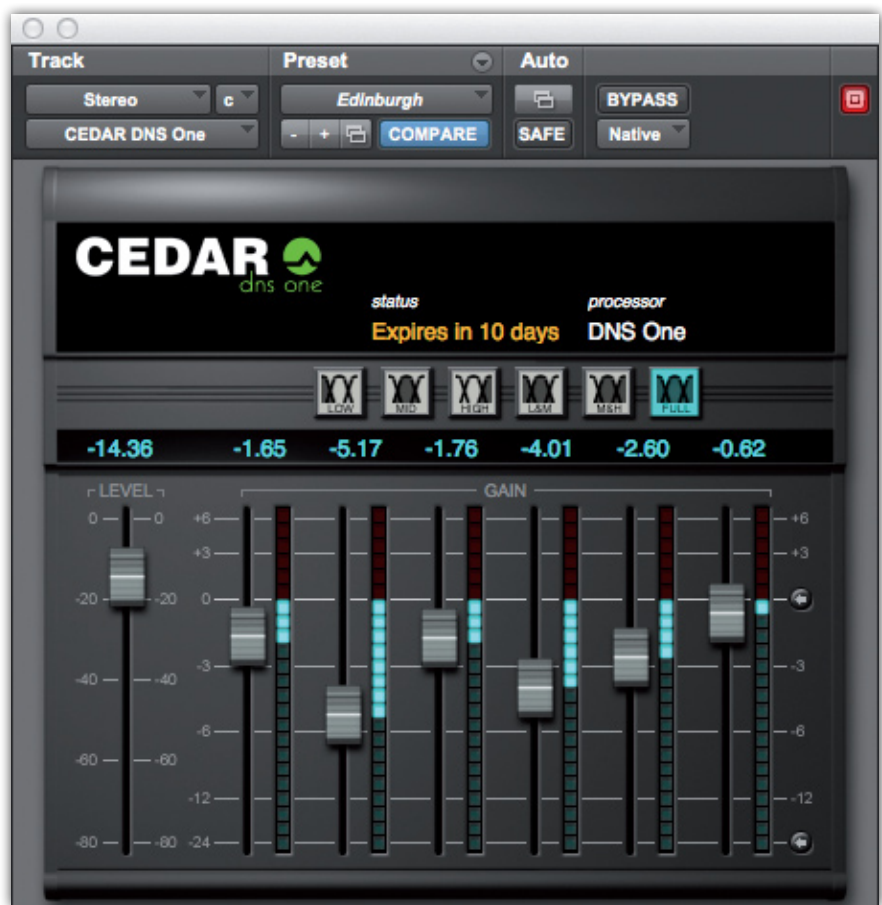 Track Preset Auto
Stereo c Edinburgh BYPASS
CEDAR DNS One - + COMPARE SAFE Native
CEDAR
dns one
status processor
Expires in 10 days DNS One
LOW MID HIGH L&M M&H FULL
-14.36 -1.65 -5.17 -1.76 -4.01 -2.60 -0.62
LEVEL GAIN
0 0 +6 +6
+3 +3
-20 -20 0
-3 -3
-40 -40
-6 -6
-60 -60
-12 -12
-80 -80 -24